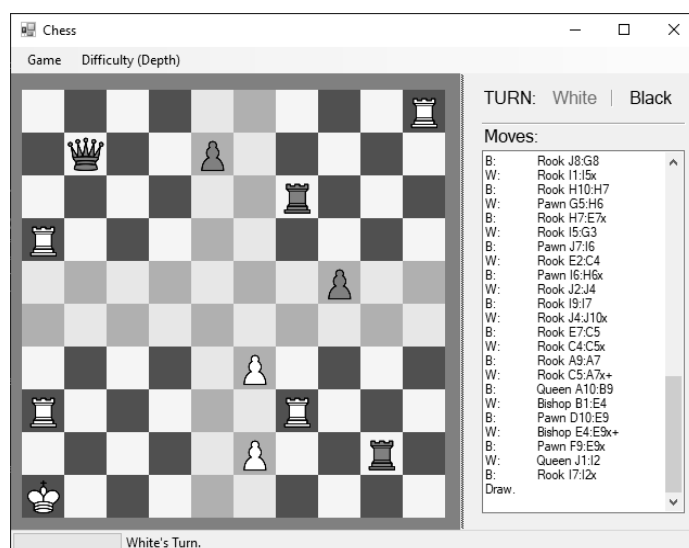 Chess
Game Difficulty (Depth)
TURN: White | Black
Moves:
B: Rook J8:G8
W: Rook I1:I5x
B: Rook H10:H7
W: Pawn G5:H6
B: Rook H7:E7x
W: Rook I5:G3
B: Pawn J7:I6
W: Rook E2:C4
B: Pawn I6:H6x
W: Rook J2:J4
B: Rook I9:I7
W: Rook J4:J10x
B: Rook E7:C5
W: Rook C4:C5x
B: Rook A9:A7
W: Rook C5:A7x+
B: Queen A10:B9
W: Bishop B1:E4
B: Pawn D10:E9
W: Bishop E4:E9x+
B: Pawn F9:E9x
W: Queen J1:I2
B: Rook I7:I2x
Draw.
White's Turn.